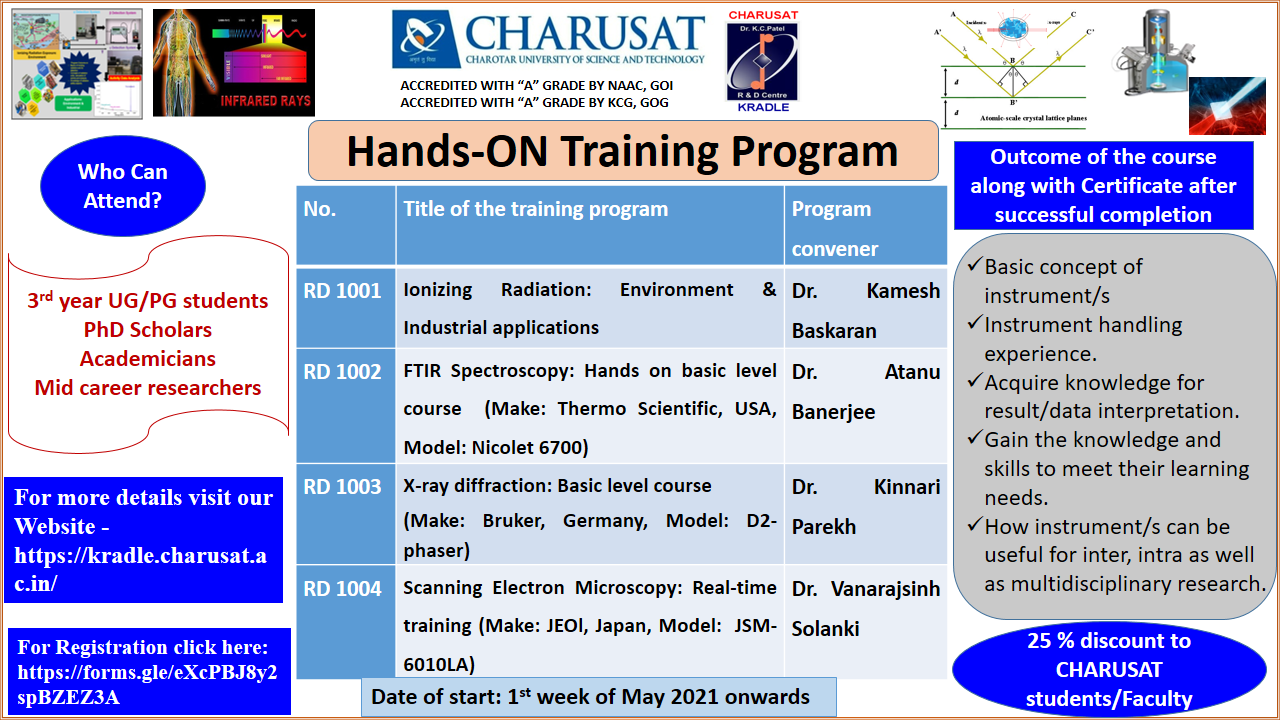 INFRARED RAYS
VISIBLE
CHARUSAT
CHAROTAR UNIVERSITY OF SCIENCE AND TECHNOLOGY
ACCREDITED WITH “A” GRADE BY NAAC, GOI
ACCREDITED WITH “A” GRADE BY KCG, GOG
CHARUSAT
Dr. K.C.Patel
R & D Centre
KRADLE
A
C
A'
C'
λ
λ
B
θ
θ
d
B'
d
Atomic-scale crystal lattice planes
Hands-ON Training Program
Who Can
Attend?
3rd year UG/PG students
PhD Scholars
Academicians
Mid career researchers
For more details visit our
Website -
https://kradle.charusat.a
c.in/
For Registration click here:
https://forms.gle/eXcPBJ8y2
spBZEZ3A
No.
Title of the training program
Program
convener
RD 1001
Ionizing Radiation: Environment &
Industrial applications
Dr. Kamesh
Baskaran
RD 1002
FTIR Spectroscopy: Hands on basic level
course (Make: Thermo Scientific, USA,
Model: Nicolet 6700)
Dr. Atanu
Banerjee
RD 1003
X-ray diffraction: Basic level course
(Make: Bruker, Germany, Model: D2-
phaser)
Dr. Kinnari
Parekh
RD 1004
Scanning Electron Microscopy: Real-time
training (Make: JEOl, Japan, Model: JSM-
6010LA)
Dr. Vanarajsinh
Solanki
Date of start: 1st week of May 2021 onwards
Outcome of the course
along with Certificate after
successful completion
✓Basic concept of
instrument/s
✓Instrument handling
experience.
✓Acquire knowledge for
result/data interpretation.
✓Gain the knowledge and
skills to meet their learning
needs.
✓How instrument/s can be
useful for inter, intra as well
as multidisciplinary research.
25 % discount to
CHARUSAT
students/Faculty